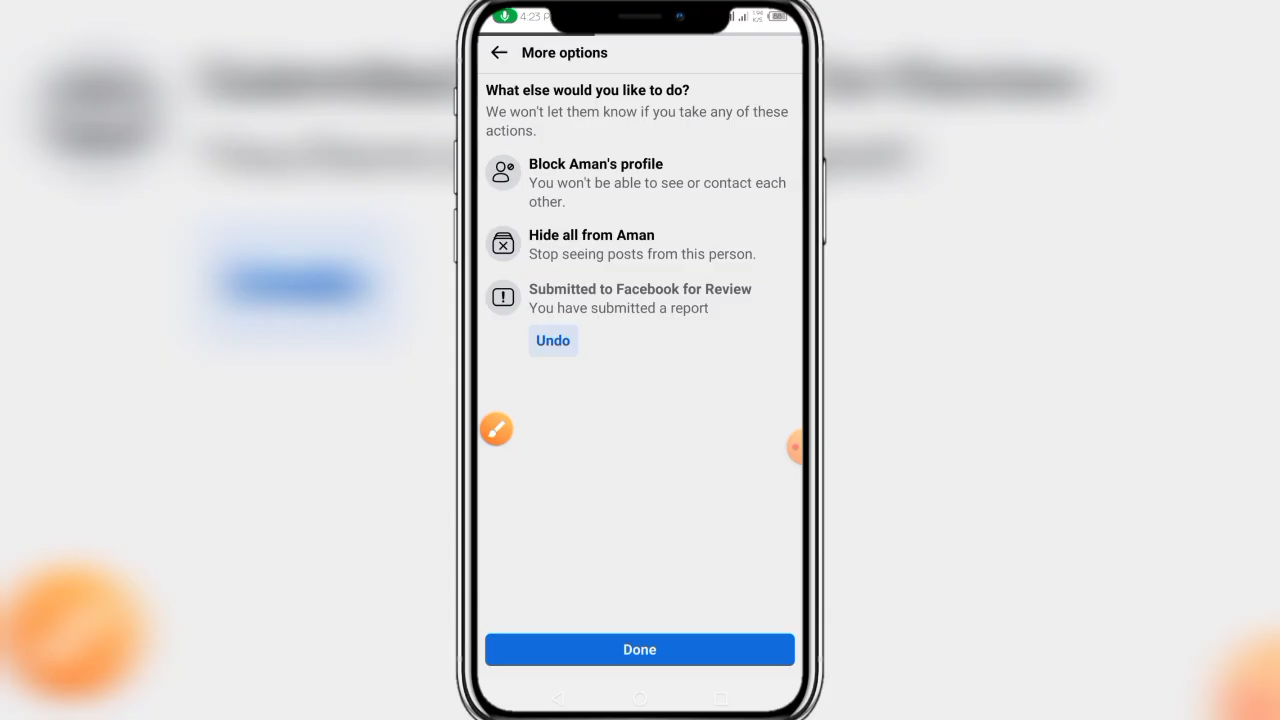 4:23 P
More options
What else would you like to do?
We won't let them know if you take any of these
actions.
Block Aman's profile
You won't be able to see or contact each
other.
Hide all from Aman
Stop seeing posts from this person.
Submitted to Facebook for Review
You have submitted a report
Undo
Done